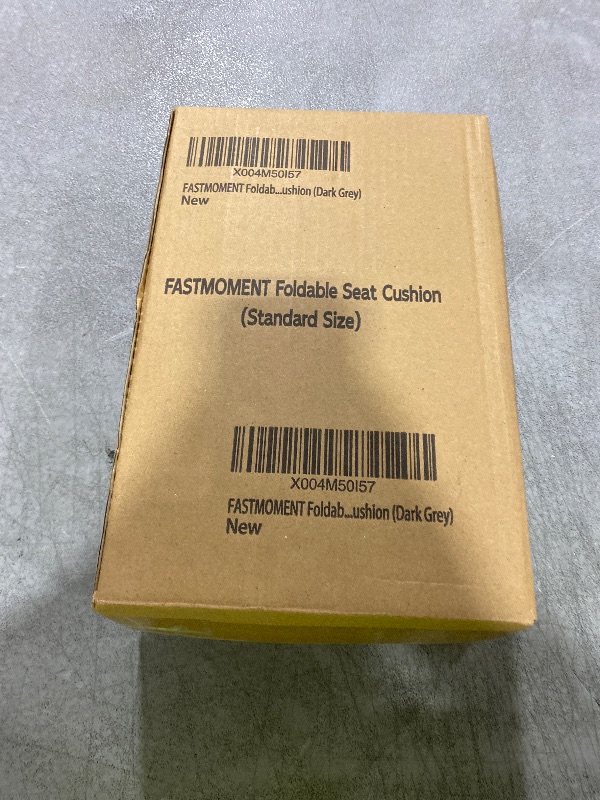 X004M50I57
FASTMOMENT Foldab...ushion (Dark Grey)
New
FASTMOMENT Foldable Seat Cushion
(Standard Size)
X004M50I57
FASTMOMENT Foldab...ushion (Dark Grey)
New